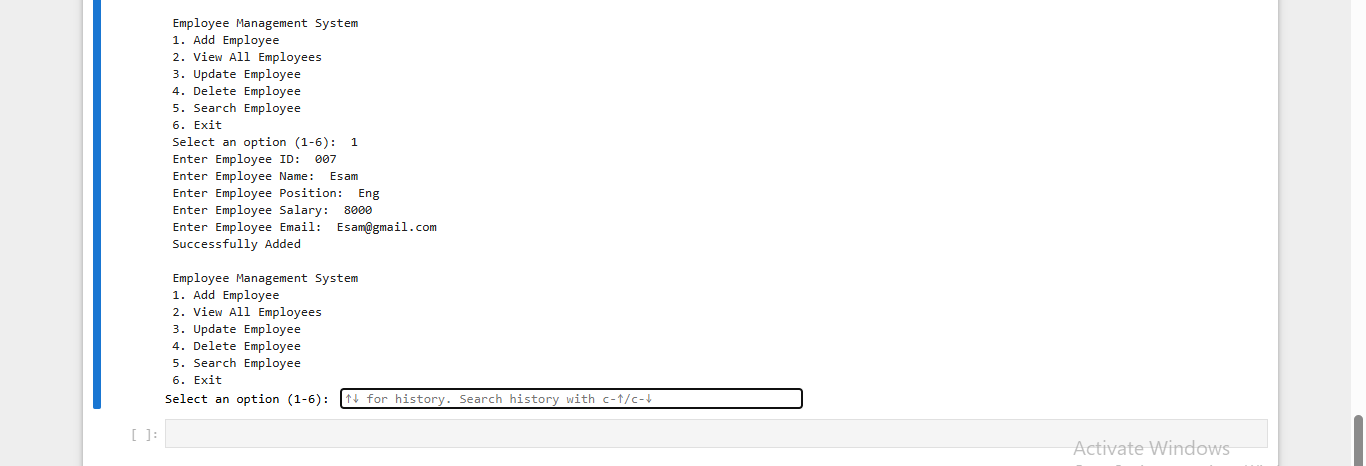 Employee Management System
1. Add Employee
2. View All Employees
3. Update Employee
4. Delete Employee
5. Search Employee
6. Exit
Select an option (1-6):  1
Enter Employee ID:  007
Enter Employee Name:  Esam
Enter Employee Position:  Eng
Enter Employee Salary:  8000
Enter Employee Email:  Esam@gmail.com
Successfully Added
Employee Management System
1. Add Employee
2. View All Employees
3. Update Employee
4. Delete Employee
5. Search Employee
6. Exit
Select an option (1-6): ↑↓ for history. Search history with c-↑/c-↓
[ ]:
Activate Windows